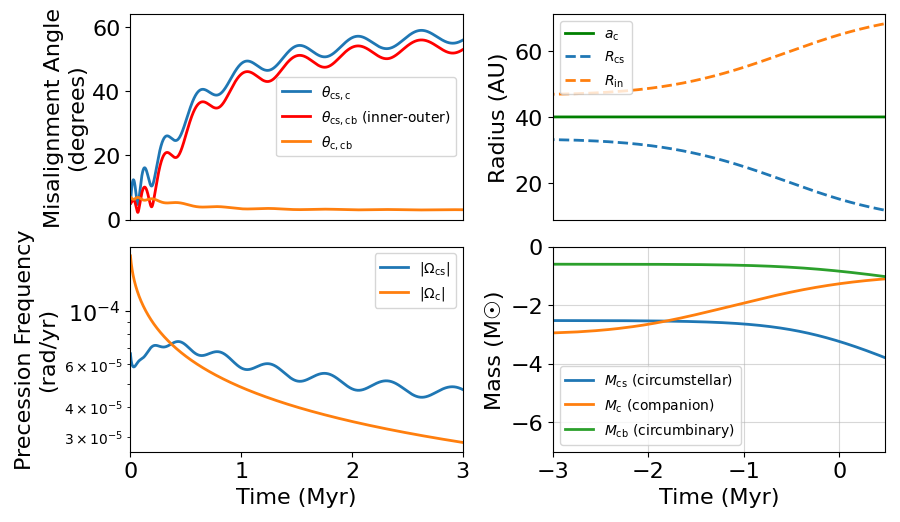 Misalignment Angle
(degrees)
60
40
20
0
θcs,c
θcs,cb (inner-outer)
θc,cb
Radius (AU)
60
40
20
ac
Rcs
Rin
Precession Frequency
(rad/yr)
10⁻⁴
6 × 10⁻⁵
4 × 10⁻⁵
3 × 10⁻⁵
|Ωcs|
|Ωc|
0 1 2 3
Time (Myr)
Mass (M☉)
0
−2
−4
−6
Mcs (circumstellar)
Mc (companion)
Mcb (circumbinary)
−3 −2 −1 0
Time (Myr)